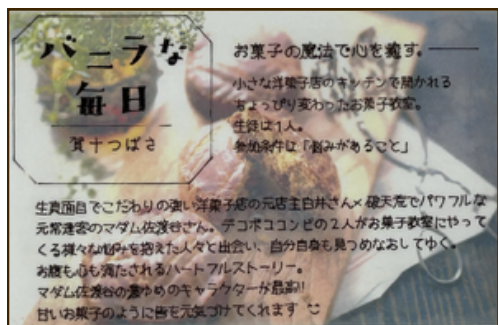 バニラな
毎日
賀十つばさ
お菓子の魔法で心を癒す。
小さな洋菓子店のキッチンで開かれる
ちょっぴり変わったお菓子教室。
生徒は1人。
参加条件は「悩みがあること」
生真面目でこだわりの強い洋菓子店の元店主白井さん×破天荒でパワフルな
元常連客のマダム佐渡谷さん。デコボココンビの2人がお菓子教室にやって
くる様々な悩みを抱えた人々と出会い、自分自身も見つめなおしてゆく。
お腹も心も満たされるハートフルストーリー。
マダム佐渡谷の濃ゆめのキャラクターが最高!
甘いお菓子のように皆を元気づけてくれます